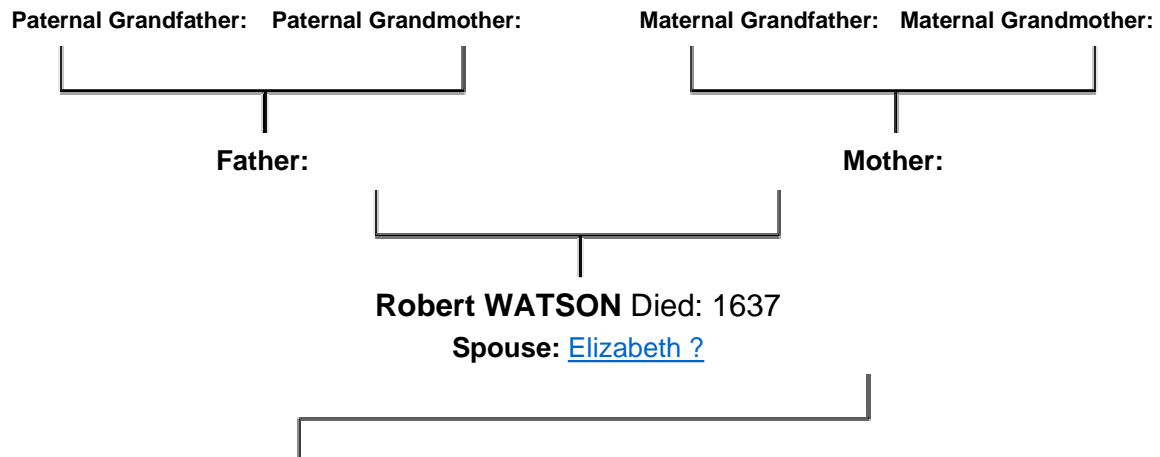 Paternal Grandfather: Paternal Grandmother: Maternal Grandfather: Maternal Grandmother:
Father: Mother:
Robert WATSON Died: 1637
Spouse: Elizabeth ?